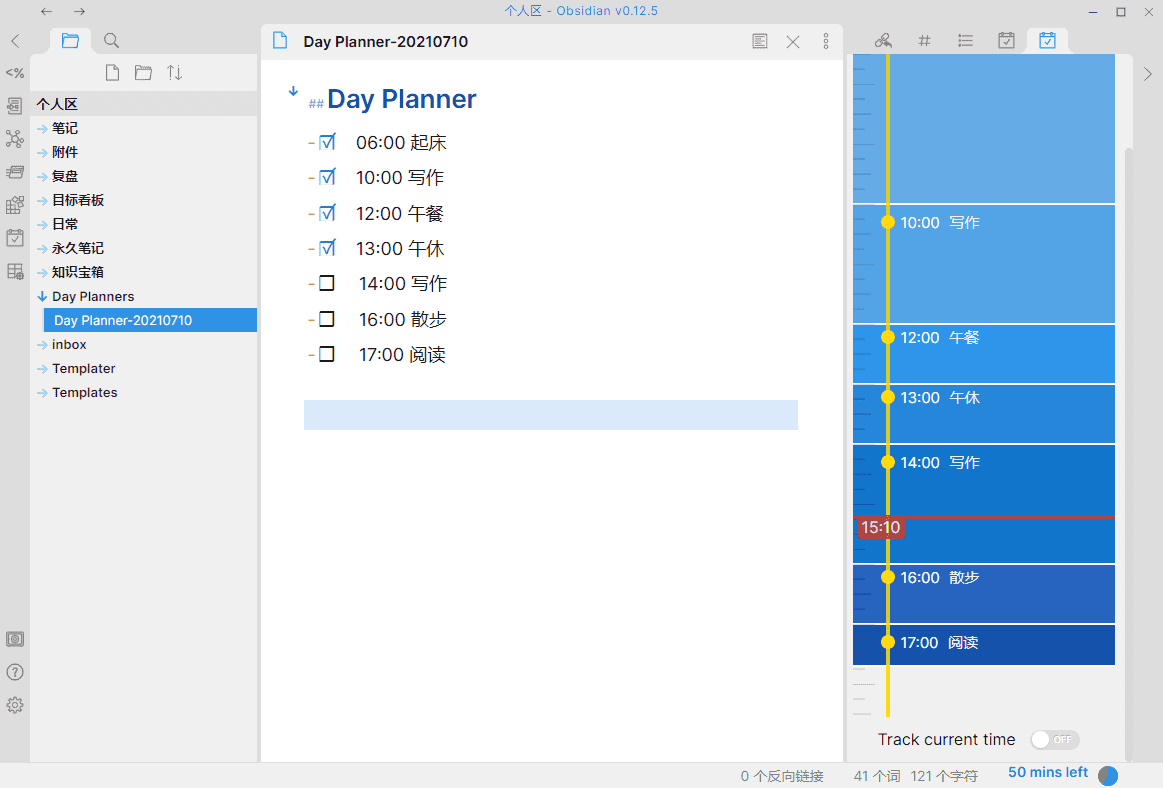 个人区 - Obsidian v0.12.5
Day Planner-20210710
<%
个人区
笔记
附件
复盘
目标看板
日常
永久笔记
知识宝箱
Day Planners
Day Planner-20210710
inbox
Templater
Templates
## Day Planner
- 06:00 起床
- 10:00 写作
- 12:00 午餐
- 13:00 午休
- 14:00 写作
- 16:00 散步
- 17:00 阅读
10:00 写作
12:00 午餐
13:00 午休
14:00 写作
15:10
16:00 散步
17:00 阅读
Track current time OFF
0 个反向链接 41 个词 121 个字符 50 mins left